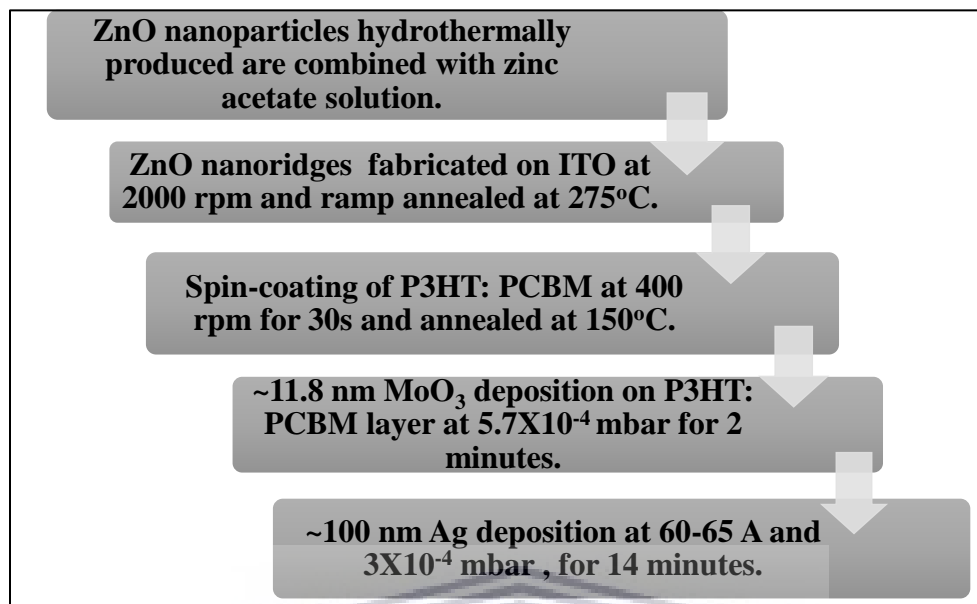 ZnO nanoparticles hydrothermally
produced are combined with zinc
acetate solution.
ZnO nanoridges fabricated on ITO at
2000 rpm and ramp annealed at 275°C.
Spin-coating of P3HT: PCBM at 400
rpm for 30s and annealed at 150°C.
~11.8 nm MoO₃ deposition on P3HT:
PCBM layer at 5.7X10⁻⁴ mbar for 2
minutes.
~100 nm Ag deposition at 60-65 A and
3X10⁻⁴ mbar , for 14 minutes.